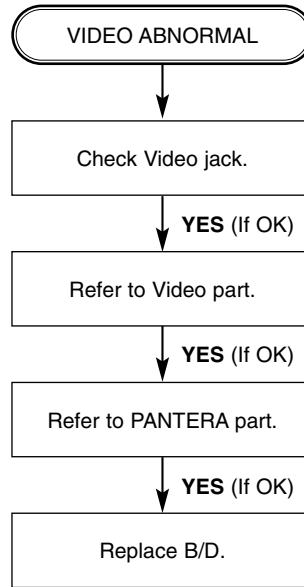 VIDEO ABNORMAL
Check Video jack.
YES (If OK)
Refer to Video part.
YES (If OK)
Refer to PANTERA part.
YES (If OK)
Replace B/D.